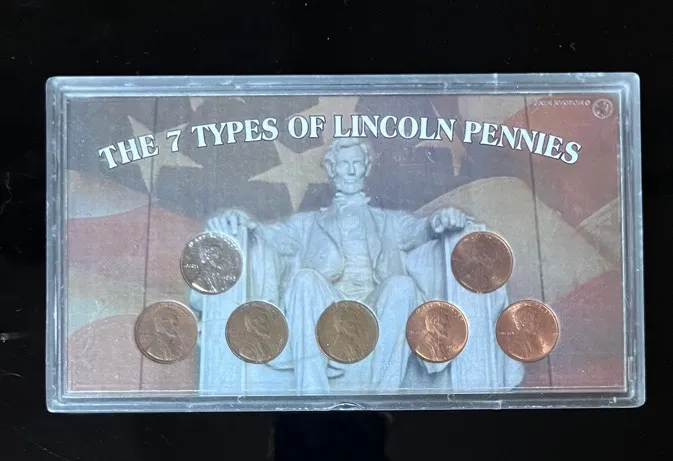 THE 7 TYPES OF LINCOLN PENNIES